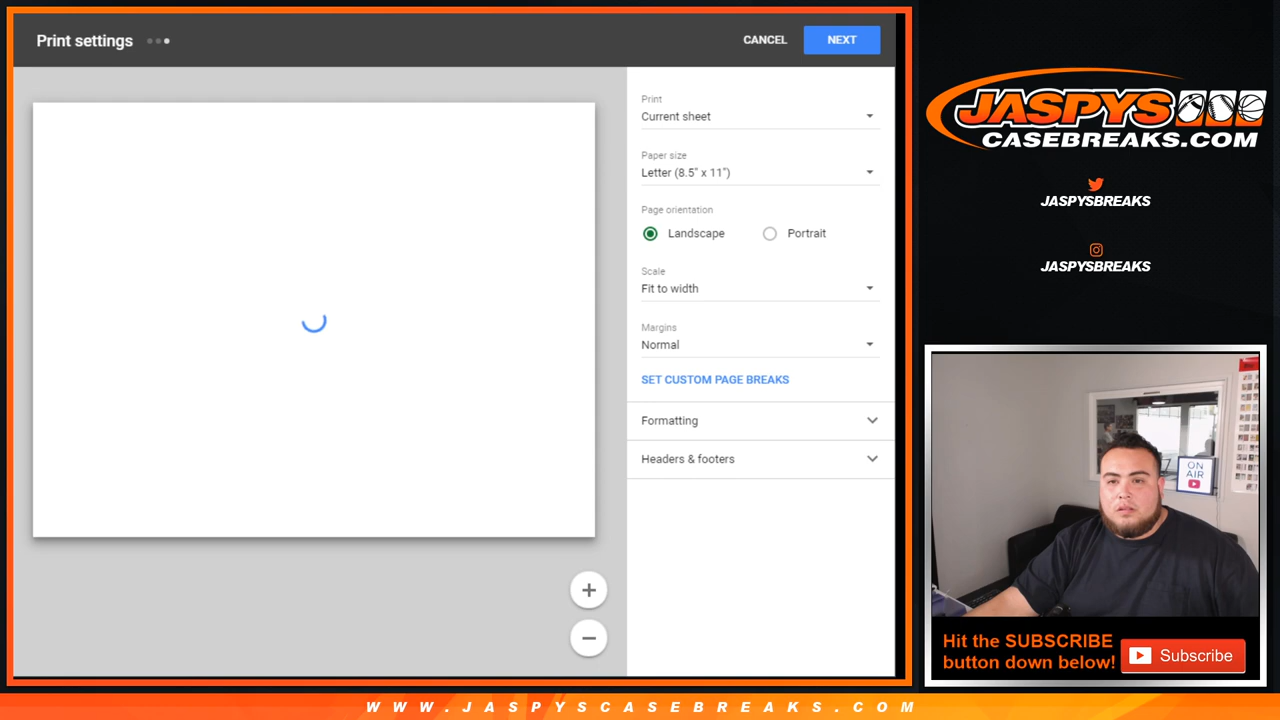 Print settings
CANCEL
NEXT
Print
Current sheet
Paper size
Letter (8.5" x 11")
Page orientation
Landscape
Portrait
Scale
Fit to width
Margins
Normal
SET CUSTOM PAGE BREAKS
Formatting
Headers & footers
JASPYS
CASEBREAKS.COM
JASPYSBREAKS
JASPYSBREAKS
ON
AIR
Hit the SUBSCRIBE
button down below!
Subscribe
WWW.JASPYSCASEBREAKS.COM